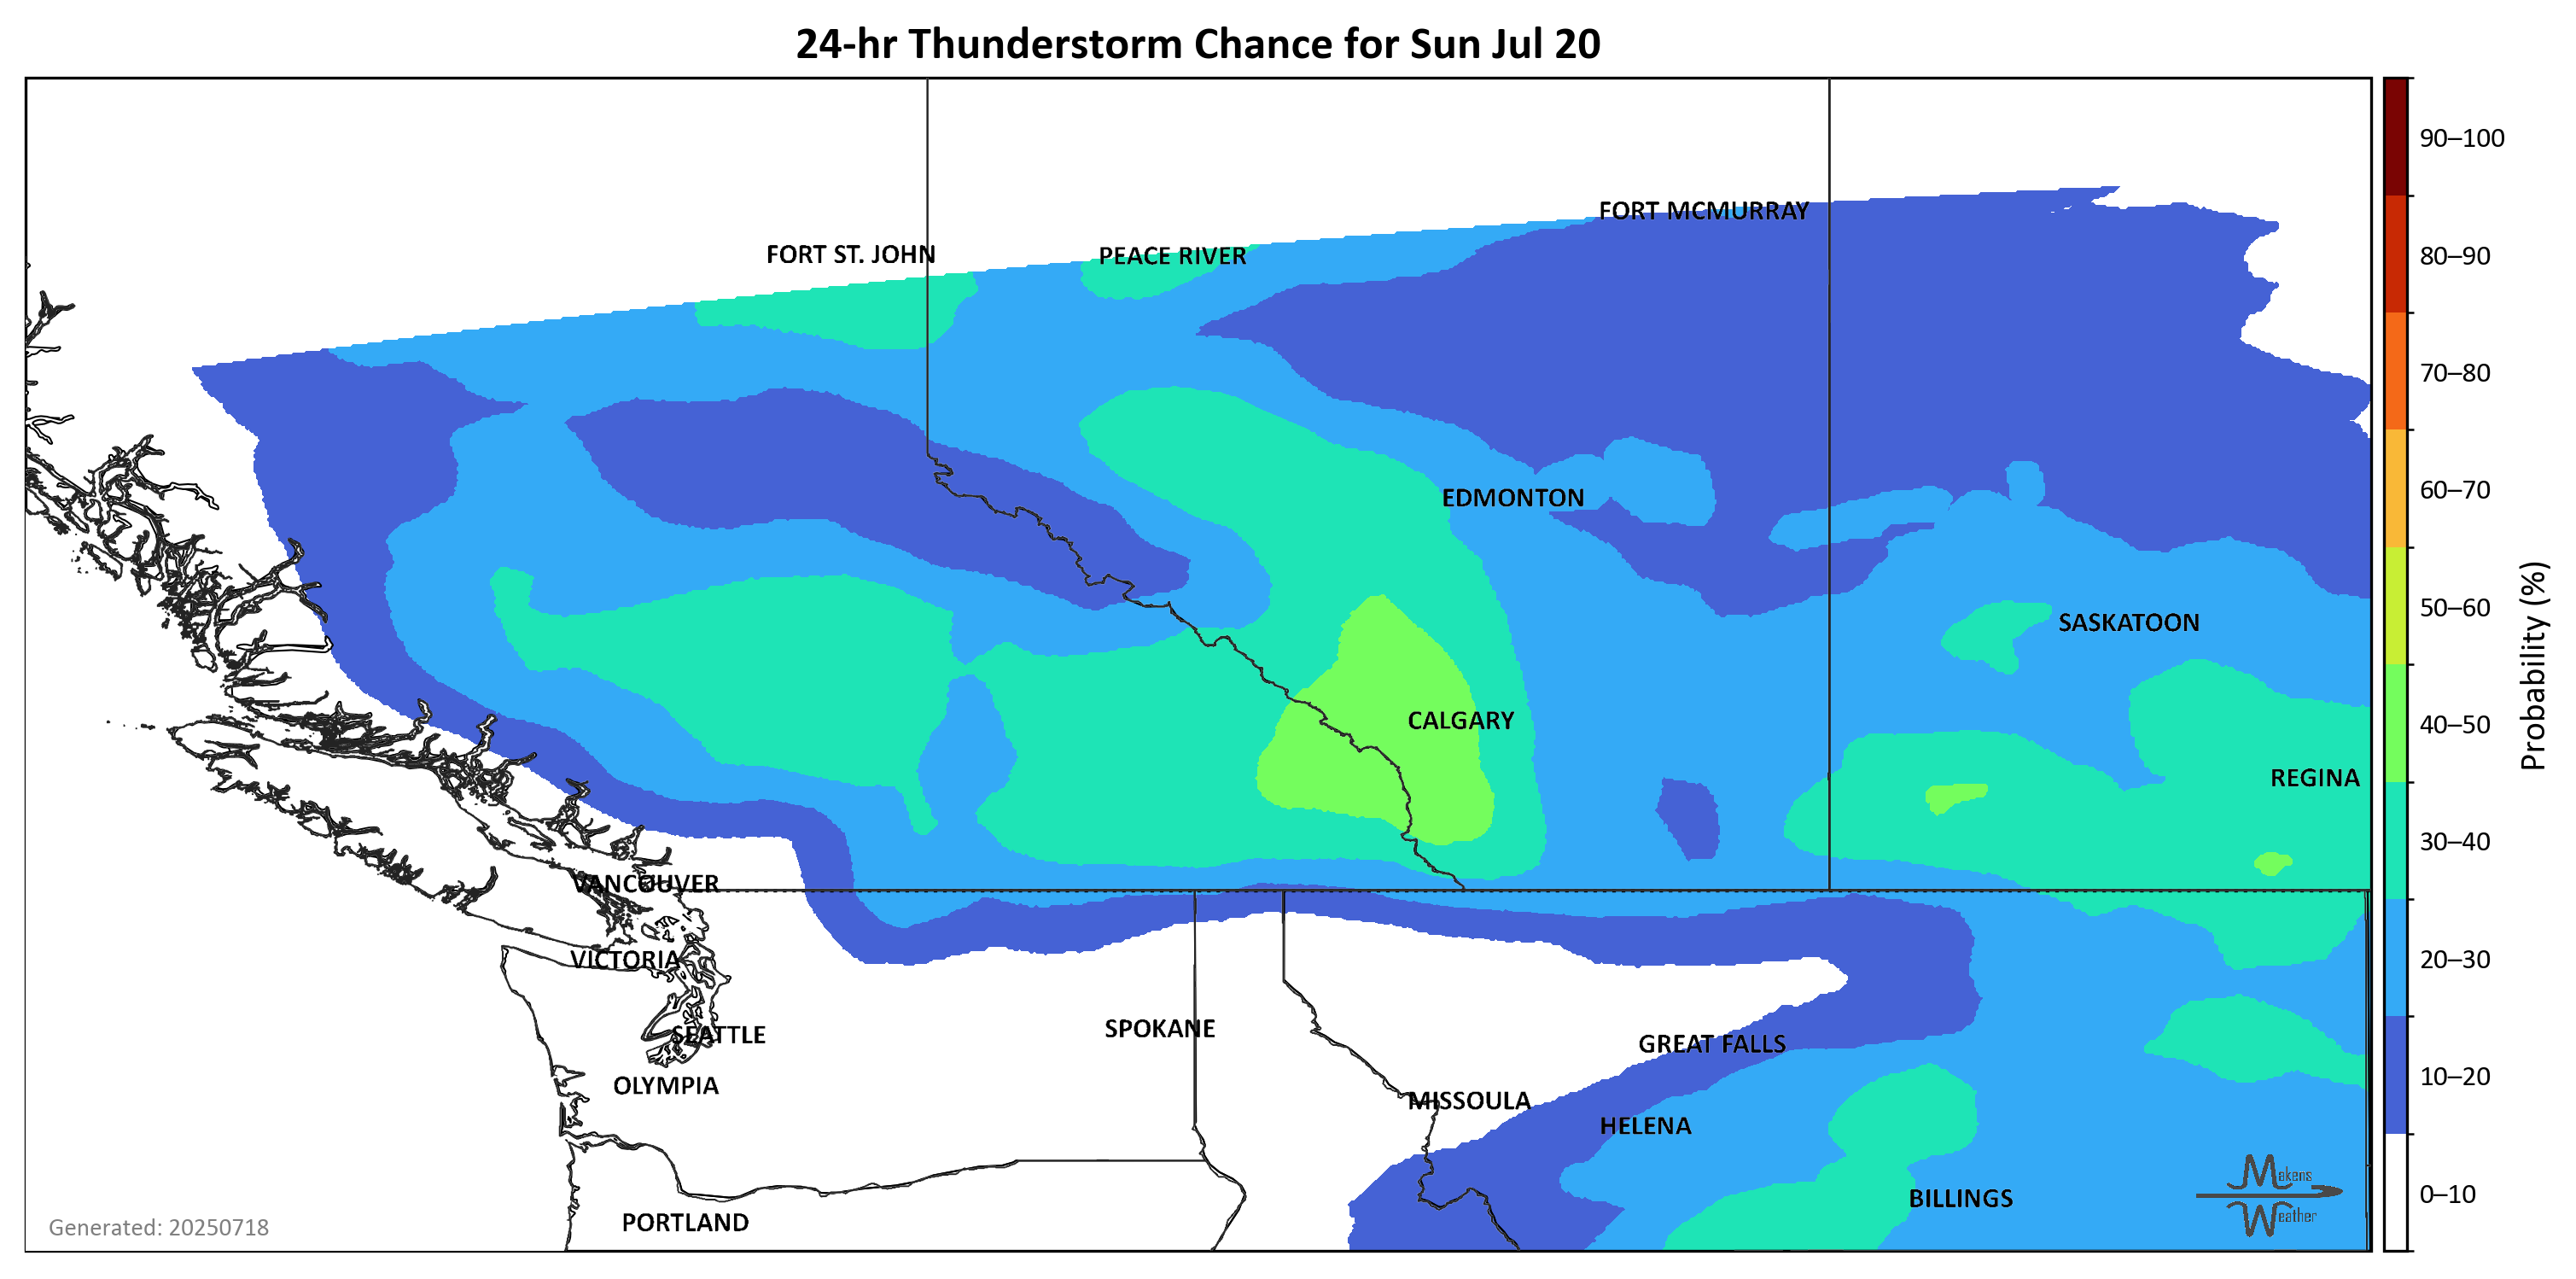 24-hr Thunderstorm Chance for Sun Jul 20
FORT MCMURRAY
FORT ST. JOHN
PEACE RIVER
EDMONTON
SASKATOON
CALGARY
REGINA
VANCOUVER
VICTORIA
SEATTLE
SPOKANE
GREAT FALLS
OLYMPIA
MISSOULA
HELENA
BILLINGS
PORTLAND
Generated: 20250718
Makens
Weather
90–100
80–90
70–80
60–70
50–60
40–50
30–40
20–30
10–20
0–10
Probability (%)